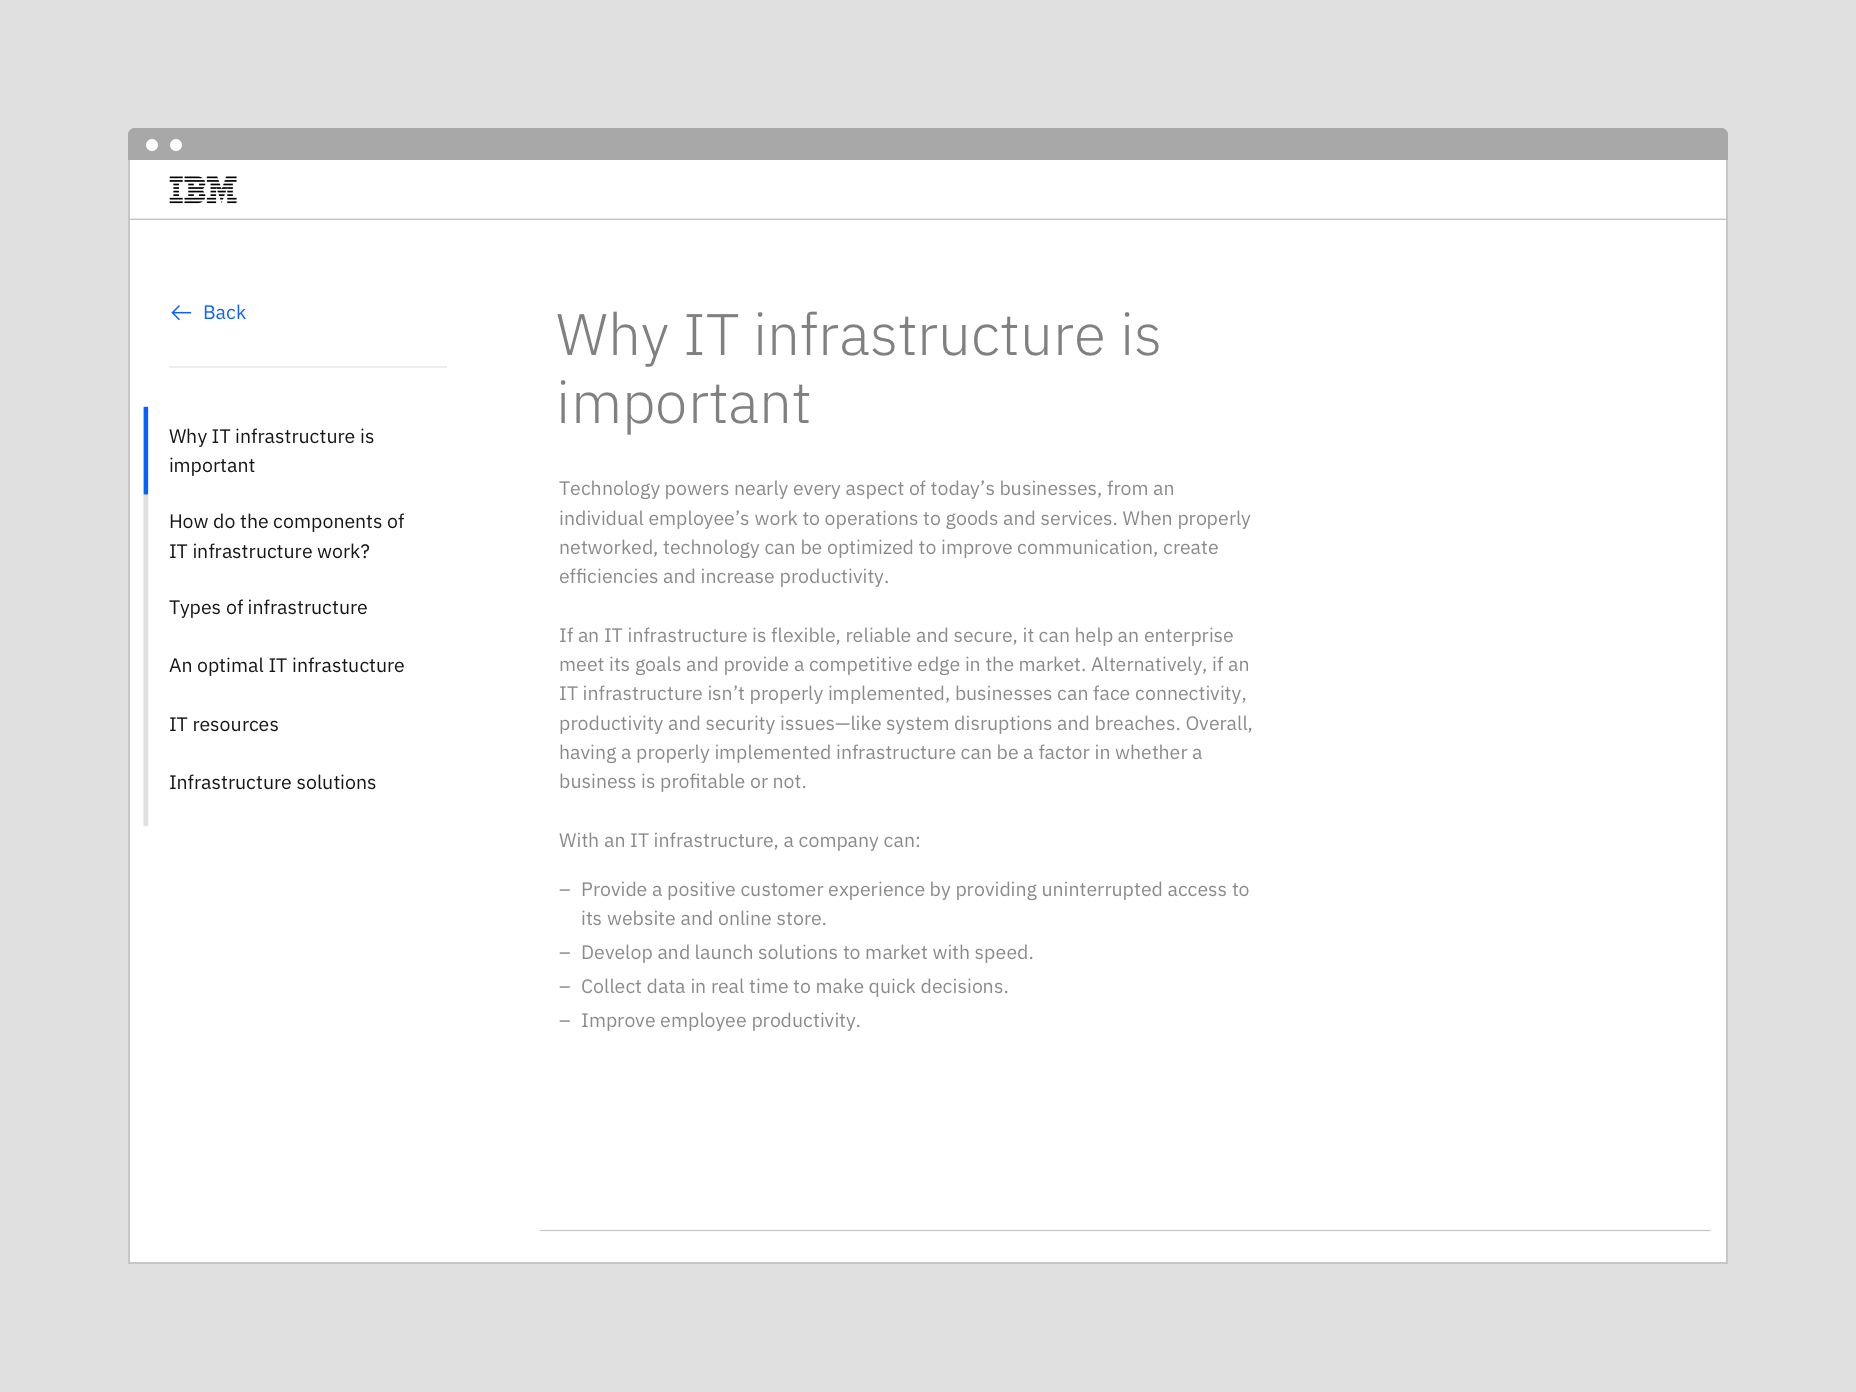 IBM
← Back
Why IT infrastructure is
important
How do the components of
IT infrastructure work?
Types of infrastructure
An optimal IT infrastucture
IT resources
Infrastructure solutions
Why IT infrastructure is
important
Technology powers nearly every aspect of today’s businesses, from an
individual employee’s work to operations to goods and services. When properly
networked, technology can be optimized to improve communication, create
efficiencies and increase productivity.
If an IT infrastructure is flexible, reliable and secure, it can help an enterprise
meet its goals and provide a competitive edge in the market. Alternatively, if an
IT infrastructure isn’t properly implemented, businesses can face connectivity,
productivity and security issues—like system disruptions and breaches. Overall,
having a properly implemented infrastructure can be a factor in whether a
business is profitable or not.
With an IT infrastructure, a company can:
– Provide a positive customer experience by providing uninterrupted access to
its website and online store.
– Develop and launch solutions to market with speed.
– Collect data in real time to make quick decisions.
– Improve employee productivity.